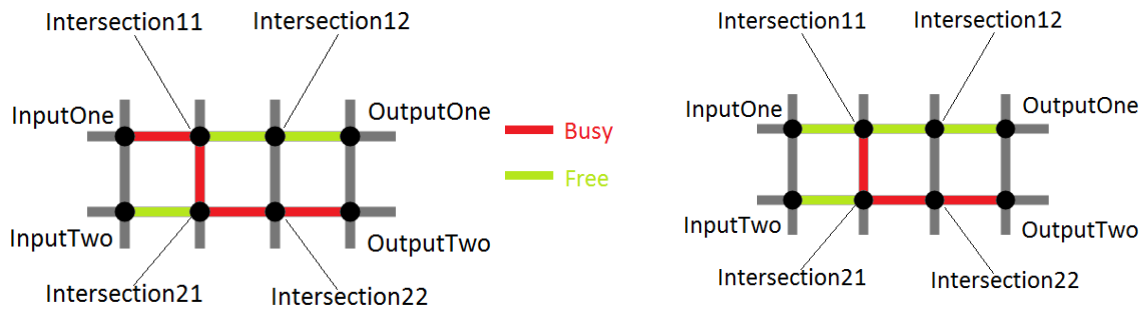 Intersection11
Intersection12
InputOne
OutputOne
InputTwo
OutputTwo
Intersection21
Intersection22
Busy
Free
Intersection11
Intersection12
InputOne
OutputOne
InputTwo
OutputTwo
Intersection21
Intersection22